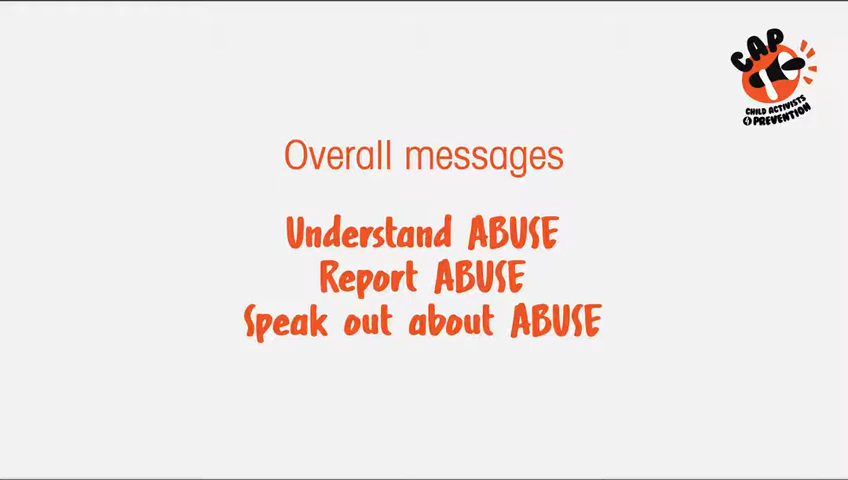 CAP
CHILD ACTIVISTS
PREVENTION
Overall messages
Understand ABUSE
Report ABUSE
Speak out about ABUSE